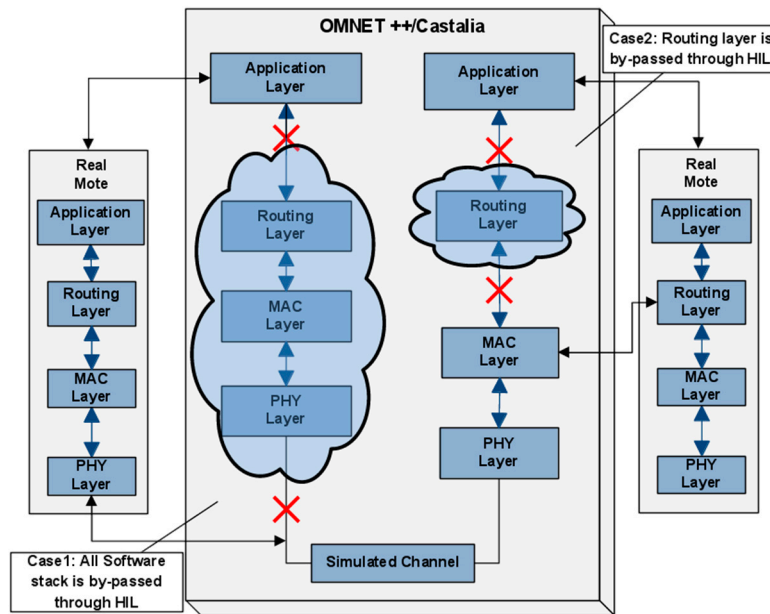 OMNET ++/Castalia
Case2: Routing layer is
by-passed through HIL
Application
Layer
Application
Layer
Real
Mote
Application
Layer
Routing
Layer
MAC
Layer
PHY
Layer
Routing
Layer
MAC
Layer
PHY
Layer
Routing
Layer
MAC
Layer
PHY
Layer
Real
Mote
Application
Layer
Routing
Layer
MAC
Layer
PHY
Layer
Simulated Channel
Case1: All Software
stack is by-passed
through HIL